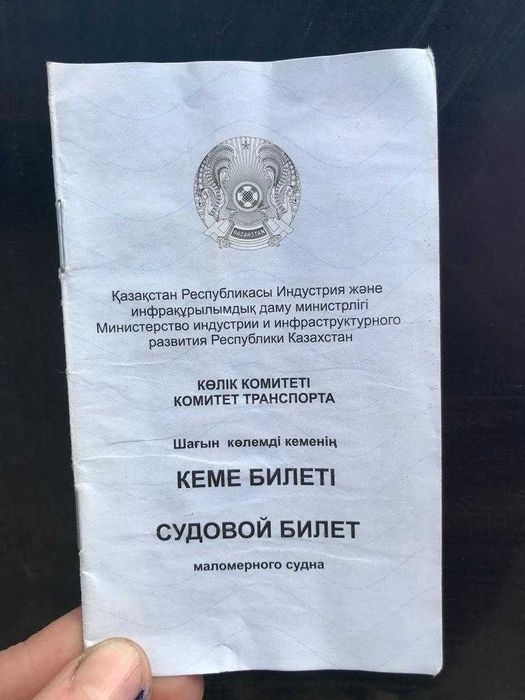 KAZAKHSTAN
Қазақстан Республикасы Индустрия және
инфрақұрылымдық даму министрлігі
Министерство индустрии и инфраструктурного
развития Республики Казахстан
КӨЛІК КОМИТЕТІ
КОМИТЕТ ТРАНСПОРТА
Шағын көлемді кеменің
КЕМЕ БИЛЕТІ
СУДОВОЙ БИЛЕТ
маломерного судна